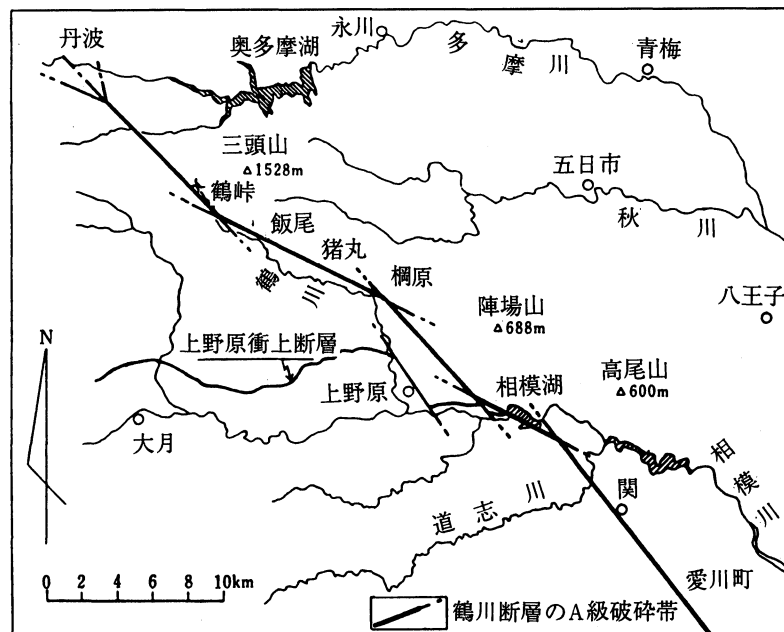 丹波
奥多摩湖
永川
多摩川
青梅
三頭山
△1528m
鶴峠
五日市
飯尾
秋川
猪丸
棡原
鶴川
陣場山
△688m
八王子
N
上野原衝上断層
上野原
相模湖
高尾山
△600m
大月
関
相模川
道志川
愛川町
0 2 4 6 8 10km
鶴川断層のA級破砕帯